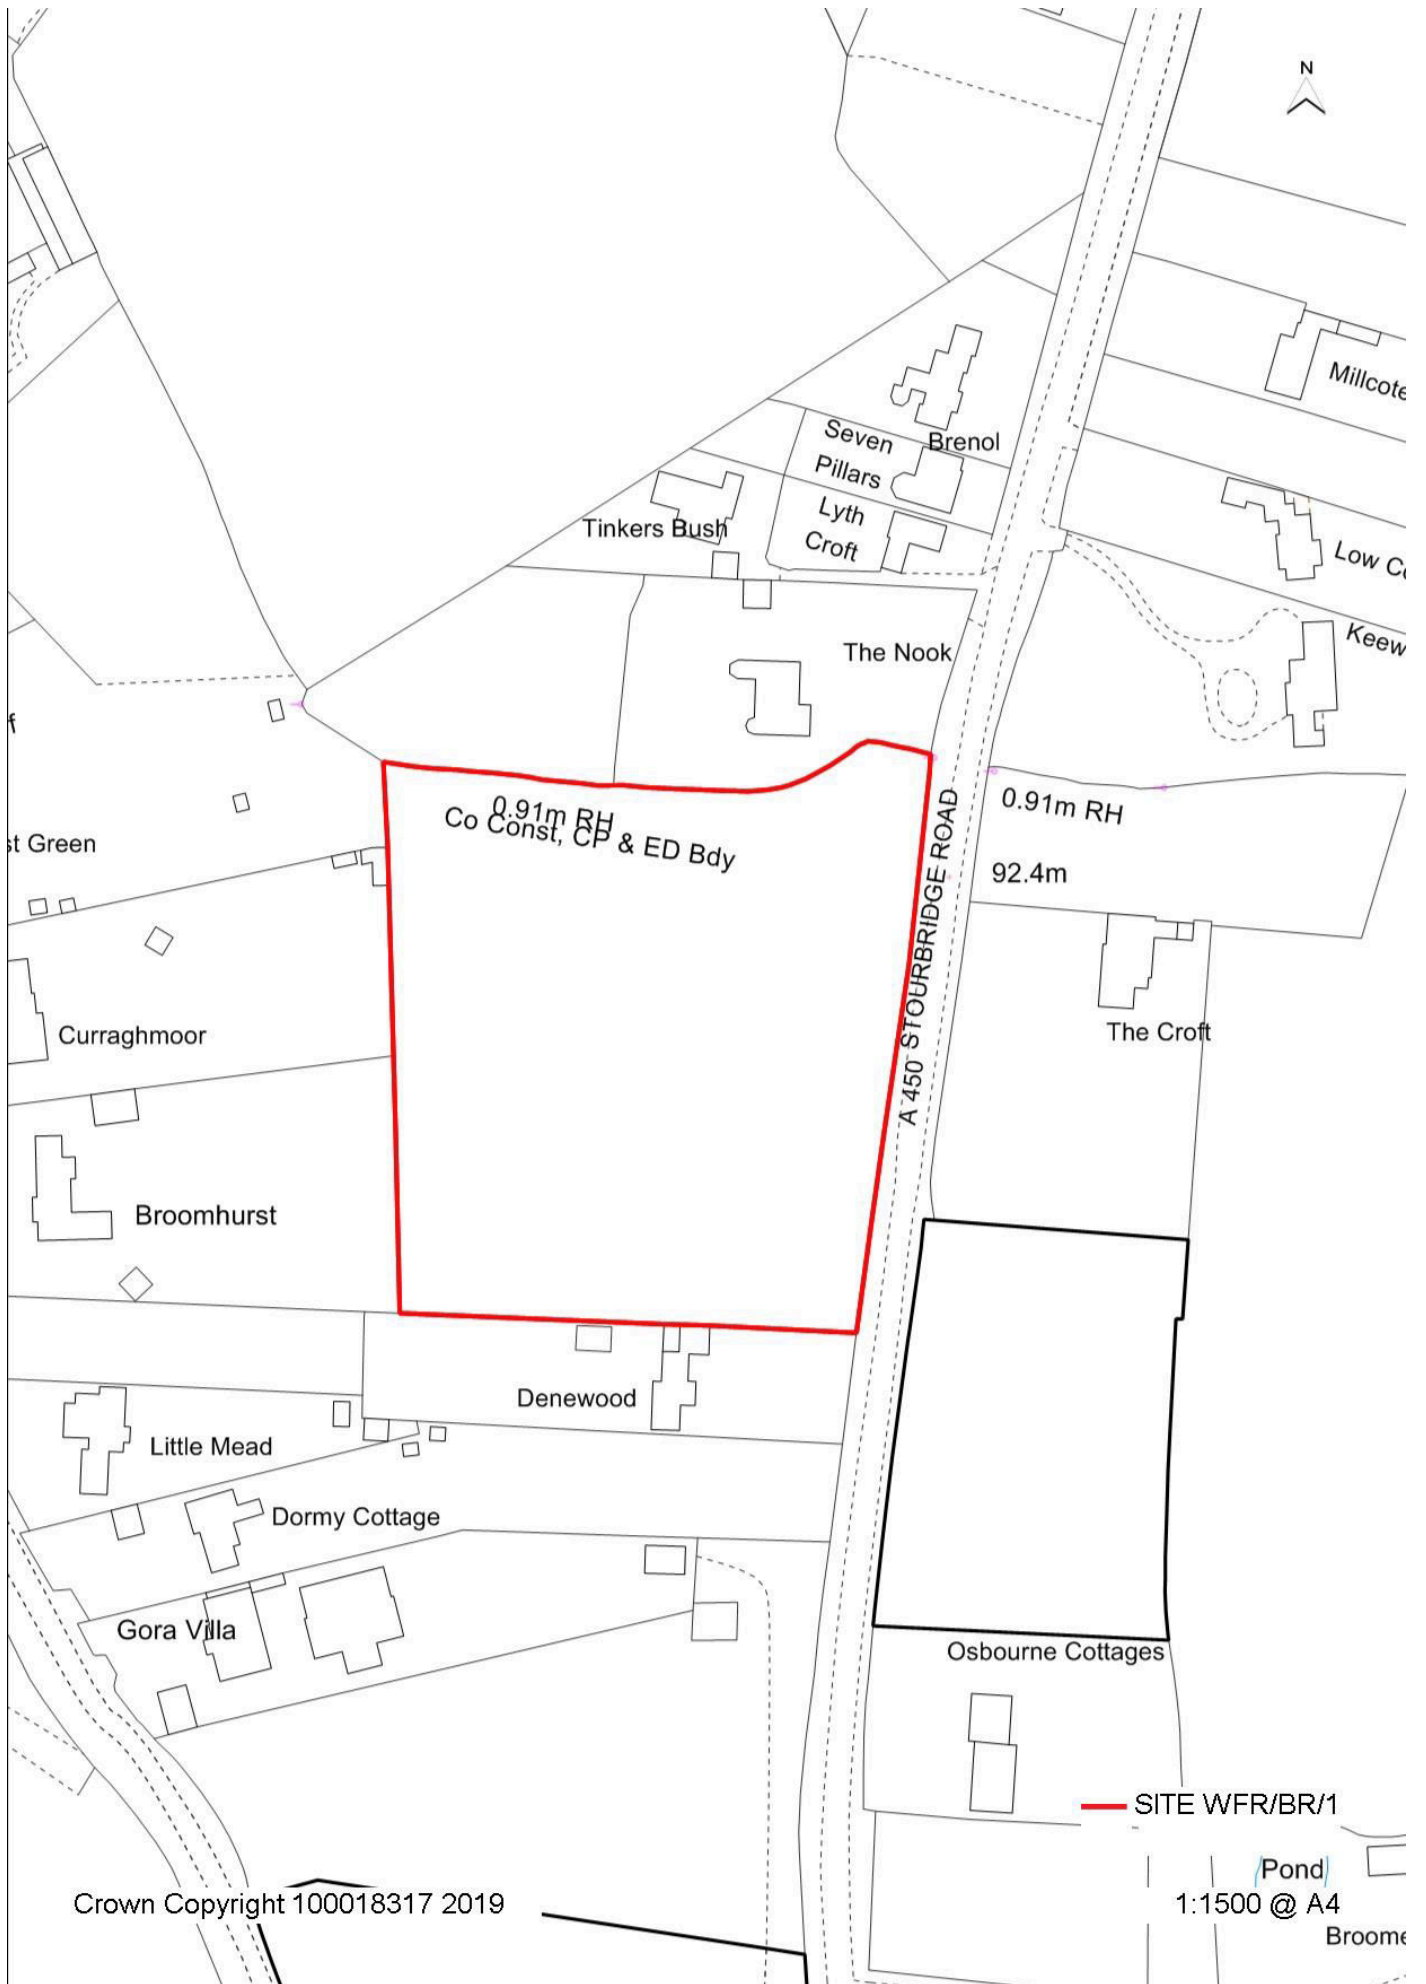 N
Millcote
Seven
Brenol
Pillars
Lyth
Croft
Tinkers Bush
Low Co
Keew
The Nook
f
0.91m RH
Co Const, CP & ED Bdy
0.91m RH
A 450 STOURBRIDGE ROAD
st Green
92.4m
Curraghmoor
The Croft
Broomhurst
Denewood
Little Mead
Dormy Cottage
Gora Villa
Osbourne Cottages
SITE WFR/BR/1
Pond
Crown Copyright 100018317 2019
1:1500 @ A4
Broome